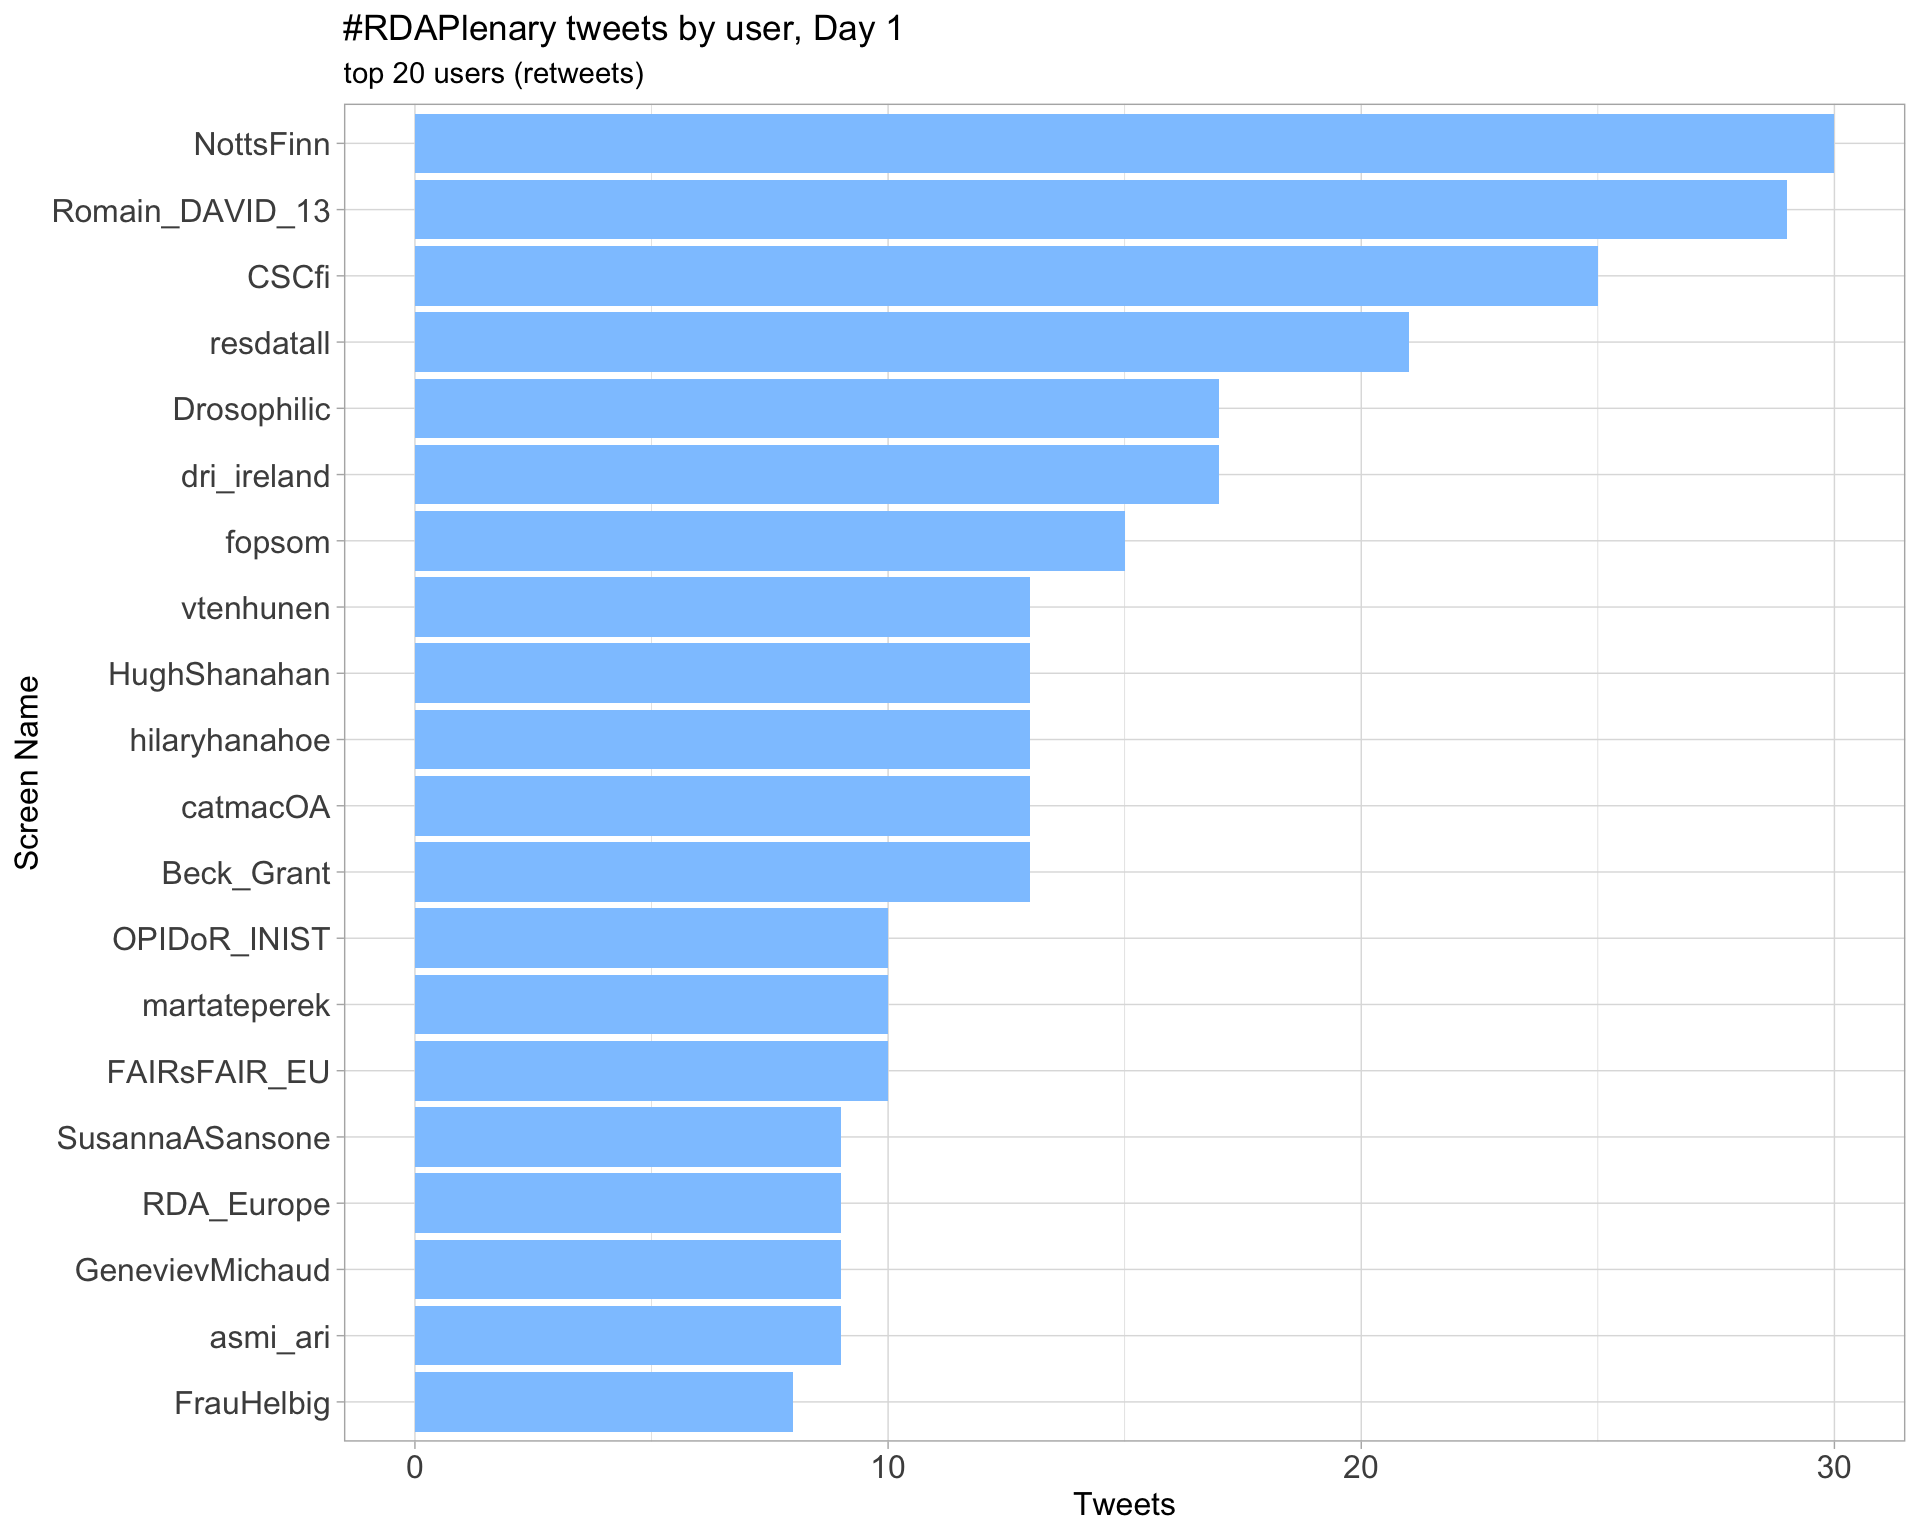 #RDAPlenary tweets by user, Day 1
top 20 users (retweets)
NottsFinn
Romain_DAVID_13
CSCfi
resdatall
Drosophilic
dri_ireland
fopsom
vtenhunen
HughShanahan
hilaryhanahoe
catmacOA
Beck_Grant
OPIDoR_INIST
martateperek
FAIRsFAIR_EU
SusannaASansone
RDA_Europe
GenevievMichaud
asmi_ari
FrauHelbig
Screen Name
0 10 20 30
Tweets